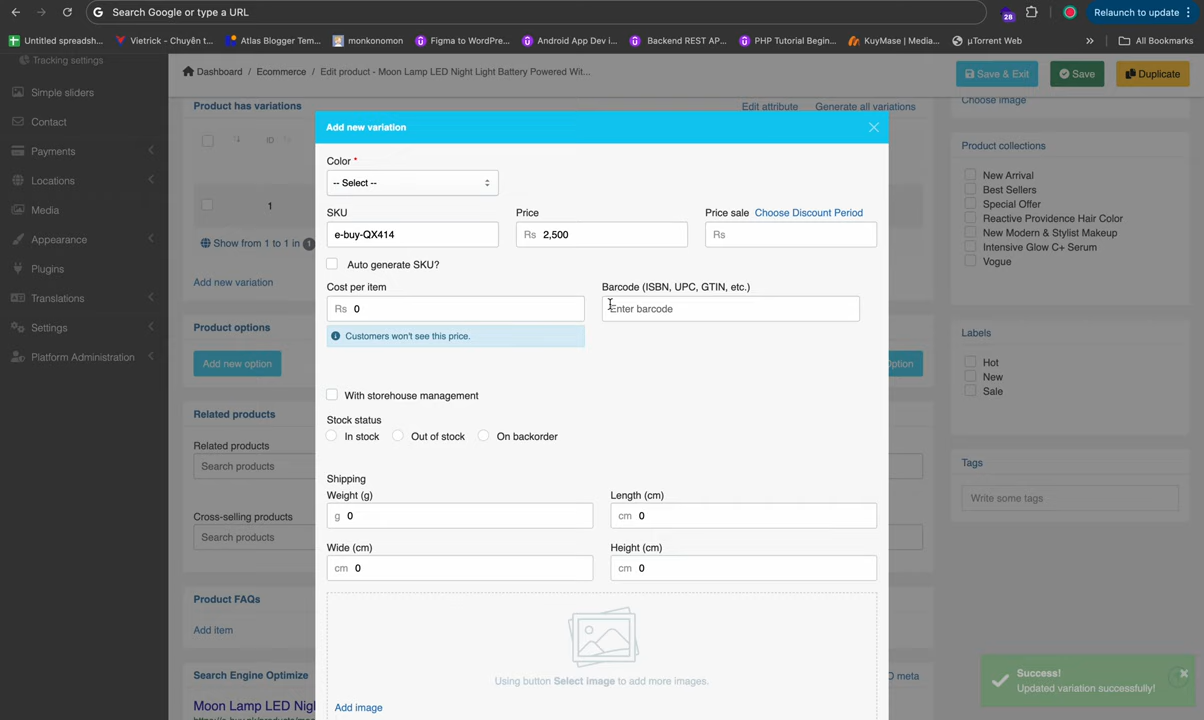 Search Google or type a URL
28
Relaunch to update
Untitled spreadsh...
Vietrick - Chuyên t...
Atlas Blogger Tem...
monkonomon
Figma to WordPre...
Android App Dev i...
Backend REST AP...
PHP Tutorial Begin...
KuyMase | Media...
µTorrent Web
»
All Bookmarks
Tracking settings
Simple sliders
Contact
Payments
Locations
Media
Appearance
Plugins
Translations
Settings
Platform Administration
Dashboard / Ecommerce / Edit product - Moon Lamp LED Night Light Battery Powered Wit...
Save & Exit
Save
Duplicate
Product has variations
Edit attribute
Generate all variations
ID
1
Show from 1 to 1 in 1
Add new variation
Product options
Add new option
Option
Related products
Related products
Search products
Cross-selling products
Search products
Product FAQs
Add item
Search Engine Optimize
O meta
Moon Lamp LED Nig
Add new variation
Color *
-- Select --
SKU
Price
Price sale Choose Discount Period
e-buy-QX414
Rs 2,500
Rs
Auto generate SKU?
Cost per item
Barcode (ISBN, UPC, GTIN, etc.)
Rs 0
Enter barcode
Customers won't see this price.
With storehouse management
Stock status
In stock
Out of stock
On backorder
Shipping
Weight (g)
Length (cm)
g 0
cm 0
Wide (cm)
Height (cm)
cm 0
cm 0
Using button Select image to add more images.
Add image
Choose image
Product collections
New Arrival
Best Sellers
Special Offer
Reactive Providence Hair Color
New Modern & Stylist Makeup
Intensive Glow C+ Serum
Vogue
Labels
Hot
New
Sale
Tags
Write some tags
Success!
Updated variation successfully!